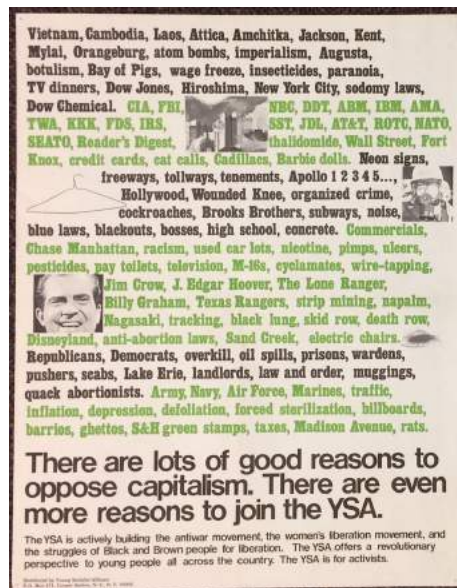 Vietnam, Cambodia, Laos, Attica, Amchitka, Jackson, Kent,
Mylai, Orangeburg, atom bombs, imperialism, Augusta,
botulism, Bay of Pigs, wage freeze, insecticides, paranoia,
TV dinners, Dow Jones, Hiroshima, New York City, sodomy laws,
Dow Chemical. CIA, FBI, NBC, DDT, ABM, IBM, AMA,
TWA, KKK, FDS, IRS, SST, JDL, AT&T, ROTC, NATO,
SEATO, Reader's Digest, thalidomide, Wall Street, Fort
Knox, credit cards, cat calls, Cadillacs, Barbie dolls. Neon signs,
freeways, tollways, tenements, Apollo 1 2 3 4 5...,
Hollywood, Wounded Knee, organized crime,
cockroaches, Brooks Brothers, subways, noise,
blue laws, blackouts, bosses, high school, concrete. Commercials,
Chase Manhattan, racism, used car lots, nicotine, pimps, ulcers,
pesticides, pay toilets, television, M-16s, cyclamates, wire-tapping,
Jim Crow, J. Edgar Hoover, The Lone Ranger,
Billy Graham, Texas Rangers, strip mining, napalm,
Nagasaki, tracking, black lung, skid row, death row,
Disneyland, anti-abortion laws, Sand Creek, electric chairs.
Republicans, Democrats, overkill, oil spills, prisons, wardens,
pushers, scabs, Lake Erie, landlords, law and order, muggings,
quack abortionists. Army, Navy, Air Force, Marines, traffic,
inflation, depression, defoliation, forced sterilization, billboards,
barrios, ghettos, S&H green stamps, taxes, Madison Avenue, rats.
There are lots of good reasons to
oppose capitalism. There are even
more reasons to join the YSA.
The YSA is actively building the antiwar movement, the women's liberation movement, and
the struggles of Black and Brown people for liberation. The YSA offers a revolutionary
perspective to young people all across the country. The YSA is for activists.
Distributed by Young Socialist Alliance